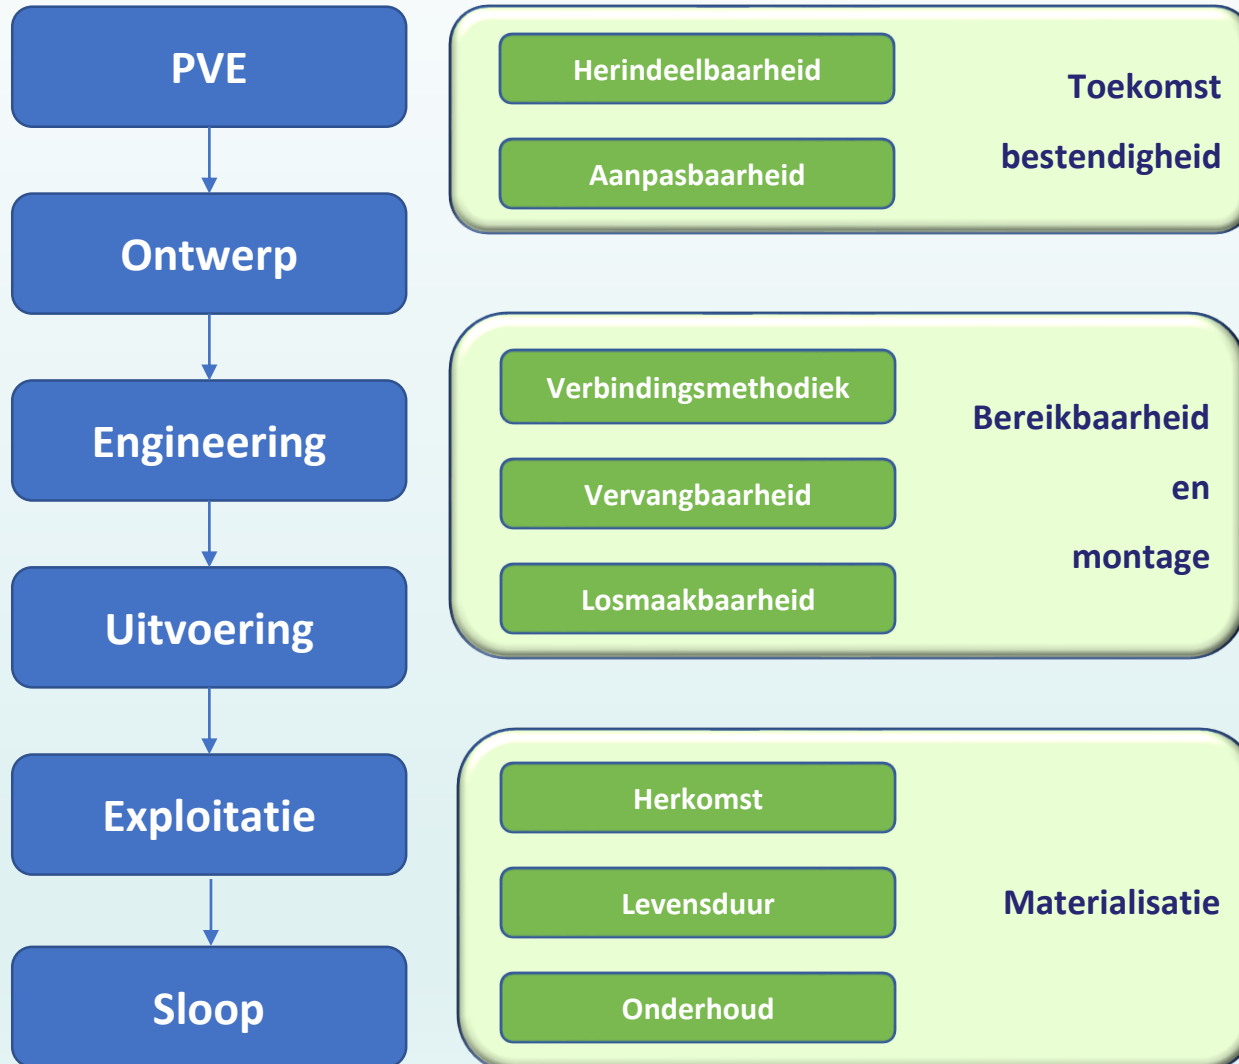 PVE
Ontwerp
Engineering
Uitvoering
Exploitatie
Sloop
Herindeelbaarheid
Aanpasbaarheid
Toekomst
bestendigheid
Verbindingsmethodiek
Vervangbaarheid
Losmaakbaarheid
Bereikbaarheid
en
montage
Herkomst
Levensduur
Onderhoud
Materialisatie